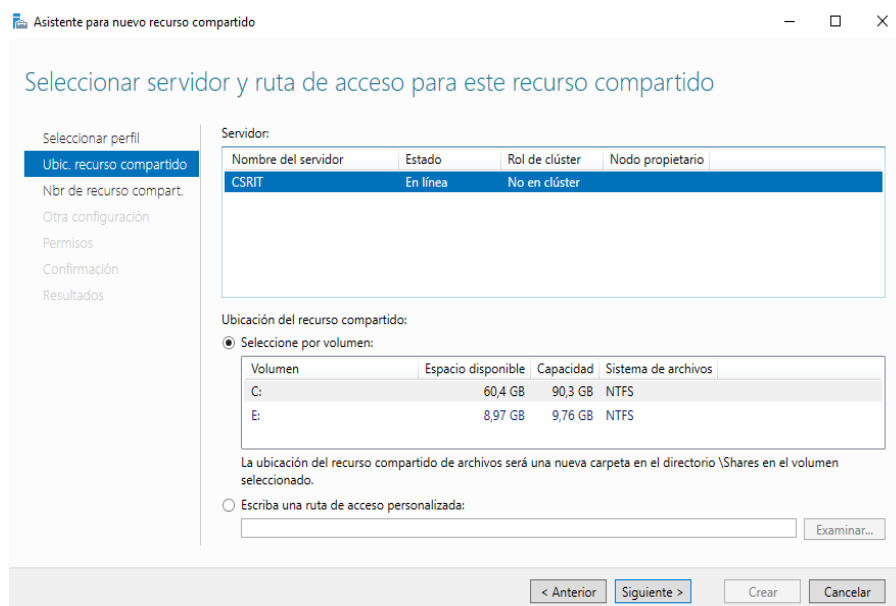 Asistente para nuevo recurso compartido
Seleccionar servidor y ruta de acceso para este recurso compartido
Seleccionar perfil
Ubic. recurso compartido
Nbr de recurso compart.
Otra configuración
Permisos
Confirmación
Resultados
Servidor:
Nombre del servidor Estado Rol de clúster Nodo propietario
CSRIT En línea No en clúster
Ubicación del recurso compartido:
Seleccione por volumen:
Volumen Espacio disponible Capacidad Sistema de archivos
C: 60,4 GB 90,3 GB NTFS
E: 8,97 GB 9,76 GB NTFS
La ubicación del recurso compartido de archivos será una nueva carpeta en el directorio \Shares en el volumen
seleccionado.
Escriba una ruta de acceso personalizada:
Examinar...
< Anterior Siguiente > Crear Cancelar